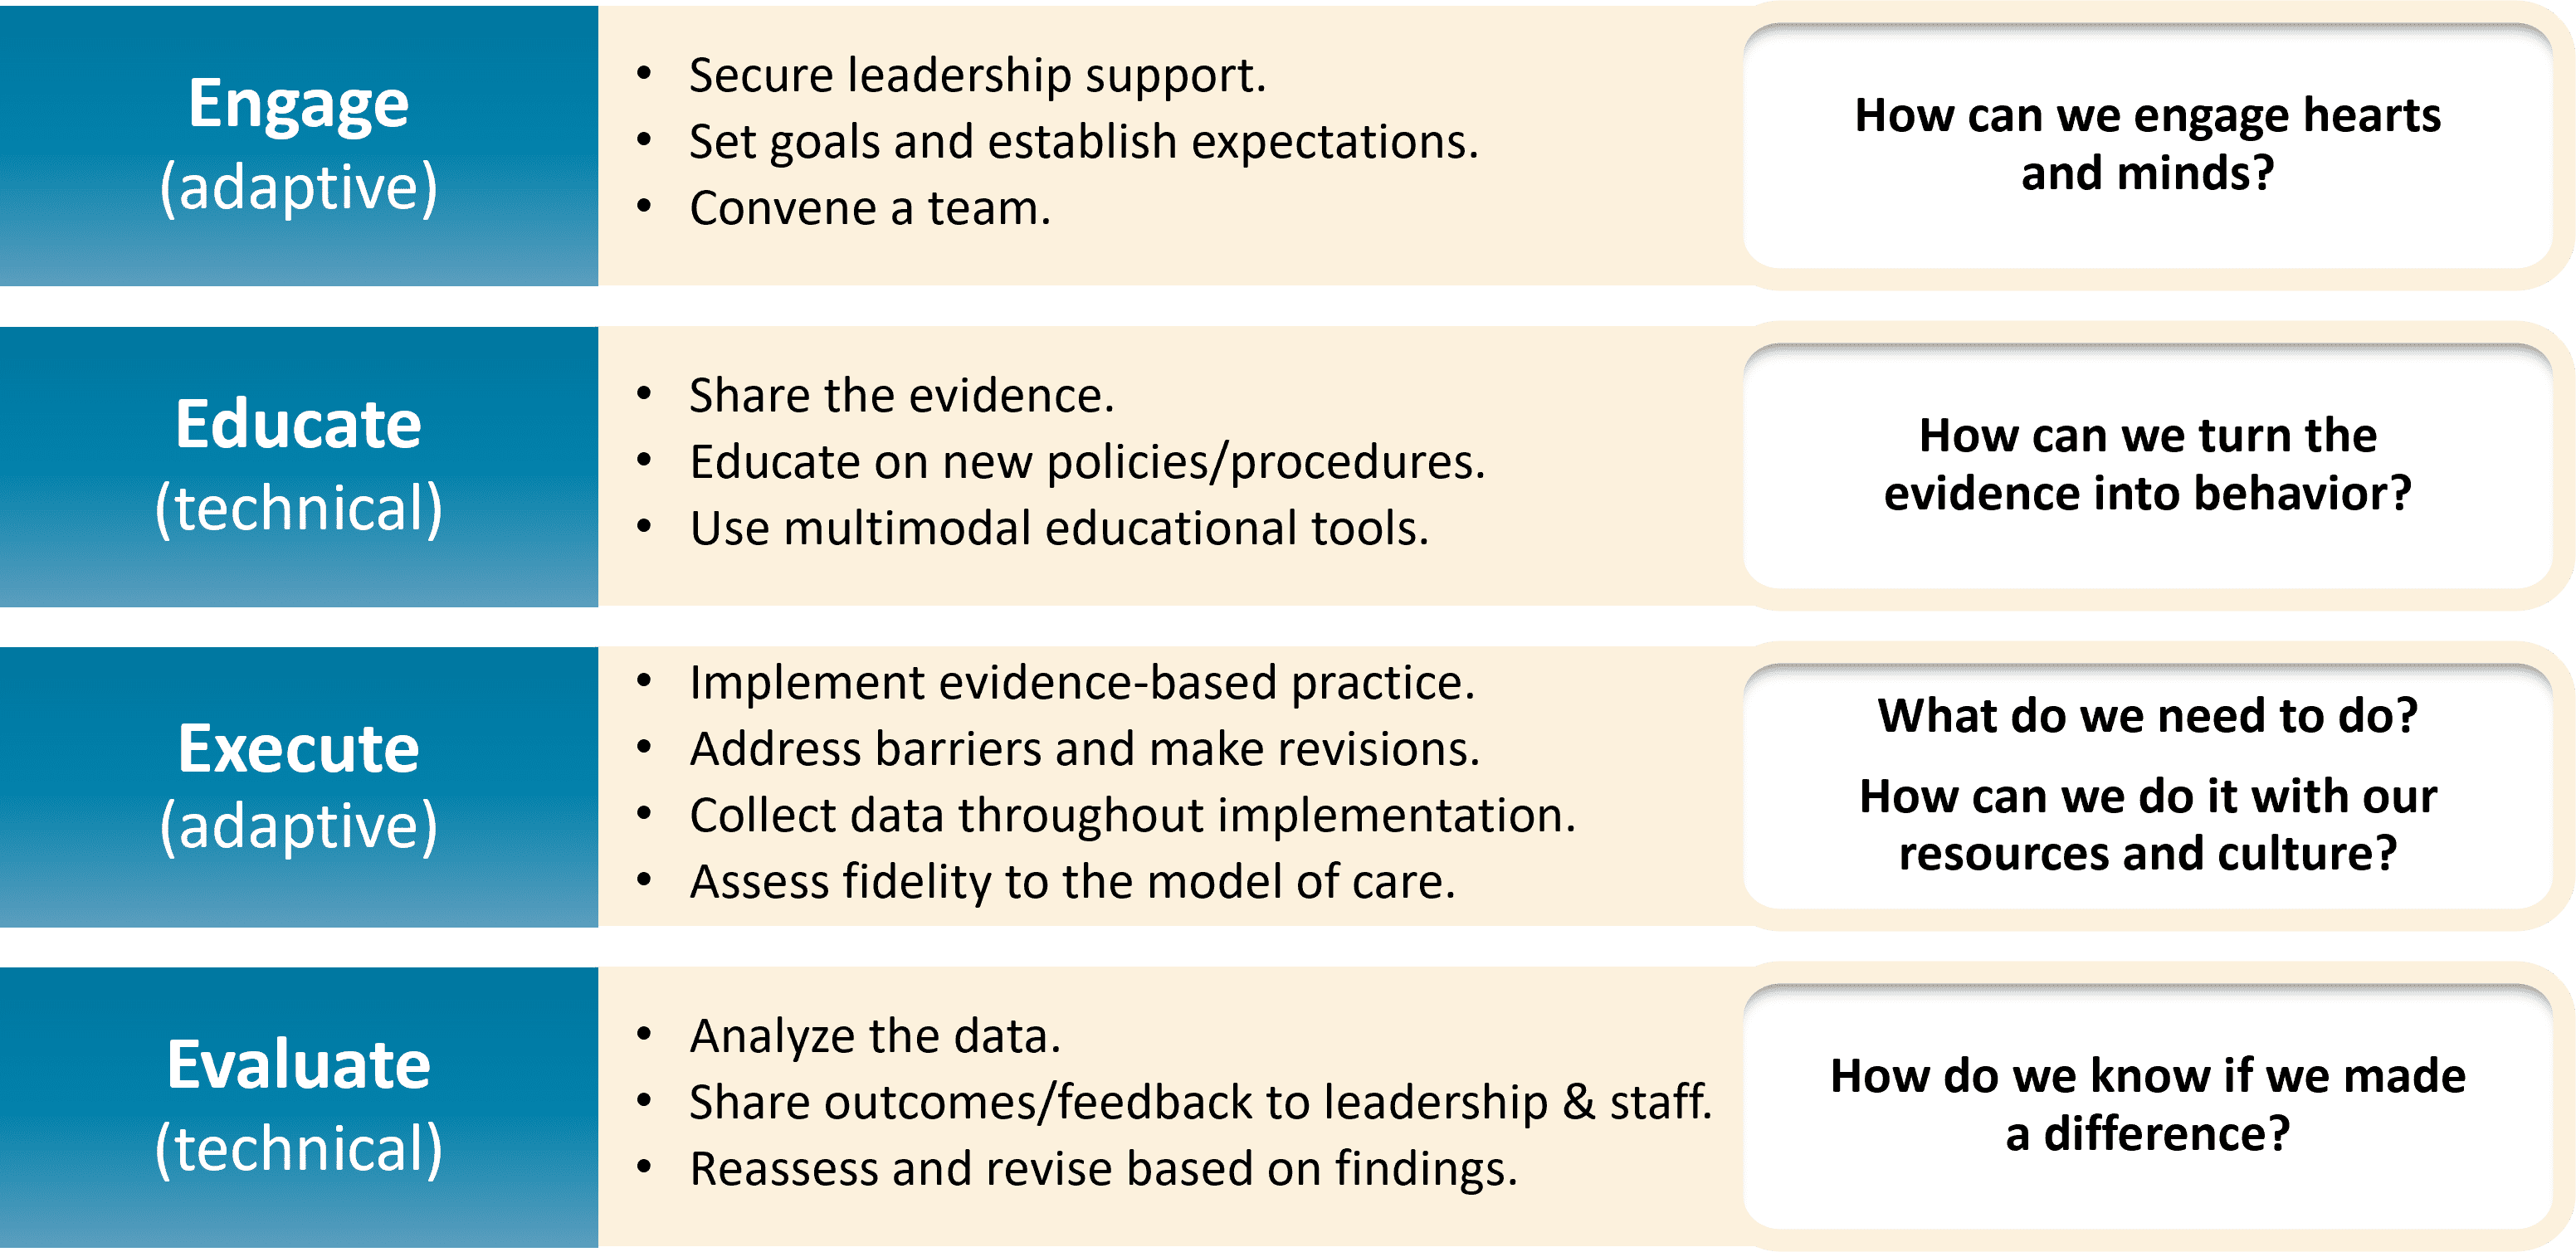 Engage
(adaptive)
• Secure leadership support.
• Set goals and establish expectations.
• Convene a team.
How can we engage hearts
and minds?
Educate
(technical)
• Share the evidence.
• Educate on new policies/procedures.
• Use multimodal educational tools.
How can we turn the
evidence into behavior?
Execute
(adaptive)
• Implement evidence-based practice.
• Address barriers and make revisions.
• Collect data throughout implementation.
• Assess fidelity to the model of care.
What do we need to do?
How can we do it with our
resources and culture?
Evaluate
(technical)
• Analyze the data.
• Share outcomes/feedback to leadership & staff.
• Reassess and revise based on findings.
How do we know if we made
a difference?